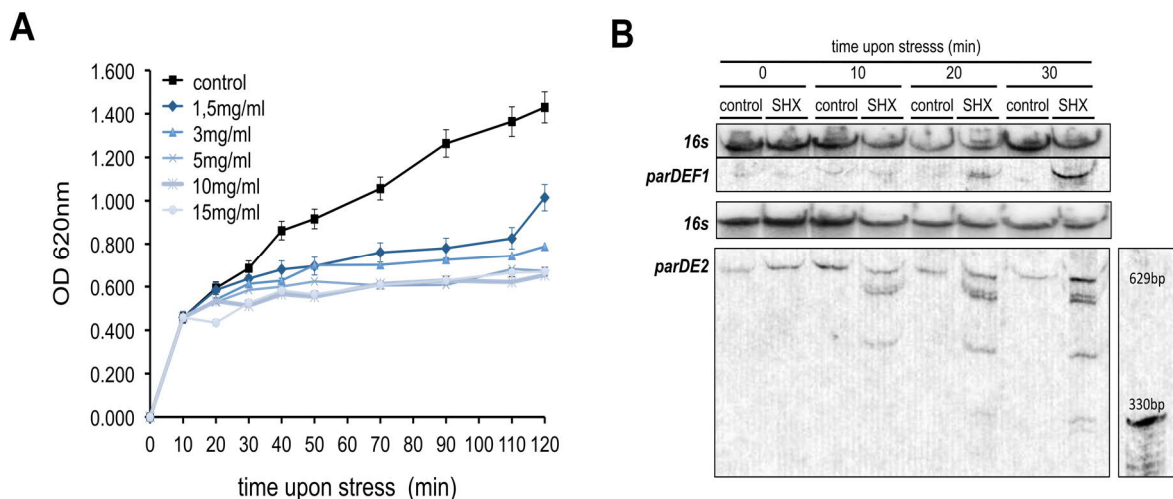 A
1.600
1.400
1.200
1.000
0.800
0.600
0.400
0.200
0.000
OD 620nm
control
1,5mg/ml
3mg/ml
5mg/ml
10mg/ml
15mg/ml
0 10 20 30 40 50 60 70 80 90 100 110 120
time upon stress (min)
B
time upon stresss (min)
0 10 20 30
control SHX control SHX control SHX control SHX
16s
parDEF1
16s
parDE2
629bp
330bp